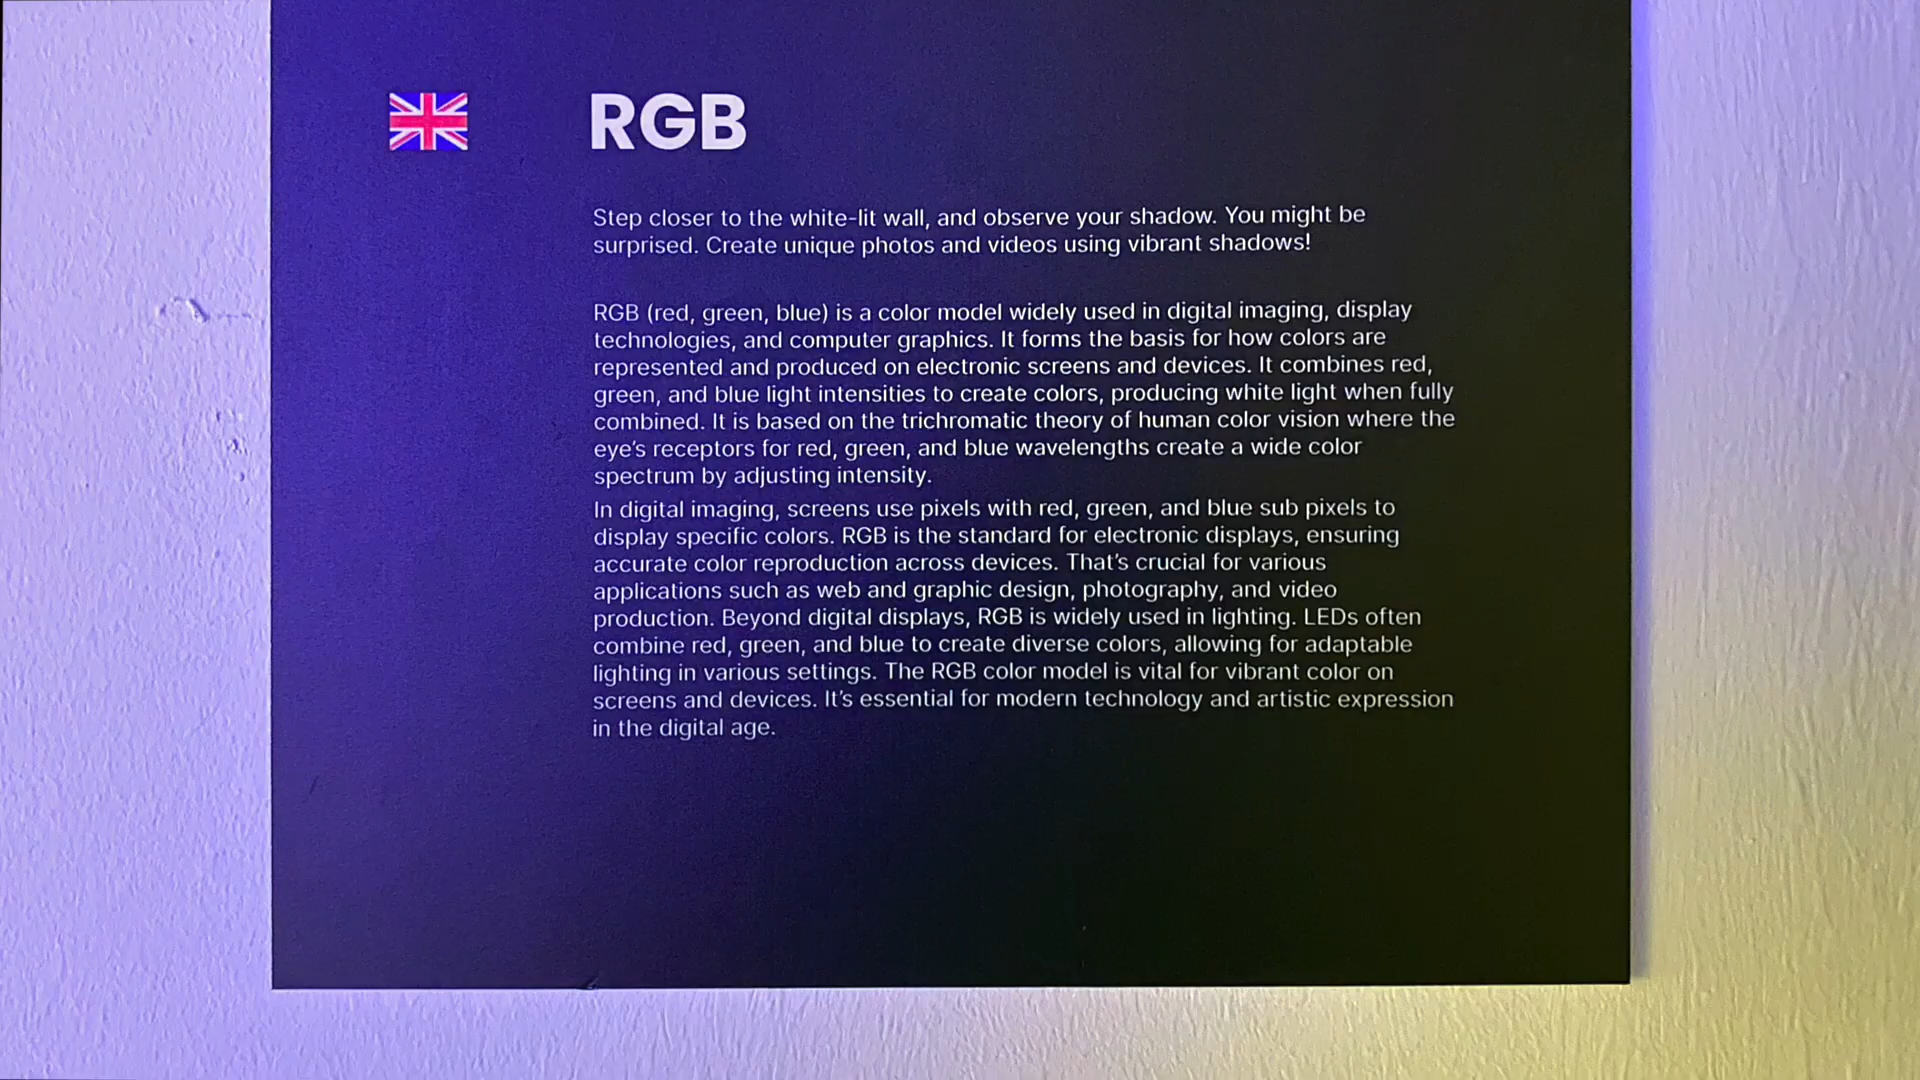 RGB
Step closer to the white-lit wall, and observe your shadow. You might be
surprised. Create unique photos and videos using vibrant shadows!
RGB (red, green, blue) is a color model widely used in digital imaging, display
technologies, and computer graphics. It forms the basis for how colors are
represented and produced on electronic screens and devices. It combines red,
green, and blue light intensities to create colors, producing white light when fully
combined. It is based on the trichromatic theory of human color vision where the
eye’s receptors for red, green, and blue wavelengths create a wide color
spectrum by adjusting intensity.
In digital imaging, screens use pixels with red, green, and blue sub pixels to
display specific colors. RGB is the standard for electronic displays, ensuring
accurate color reproduction across devices. That’s crucial for various
applications such as web and graphic design, photography, and video
production. Beyond digital displays, RGB is widely used in lighting. LEDs often
combine red, green, and blue to create diverse colors, allowing for adaptable
lighting in various settings. The RGB color model is vital for vibrant color on
screens and devices. It’s essential for modern technology and artistic expression
in the digital age.